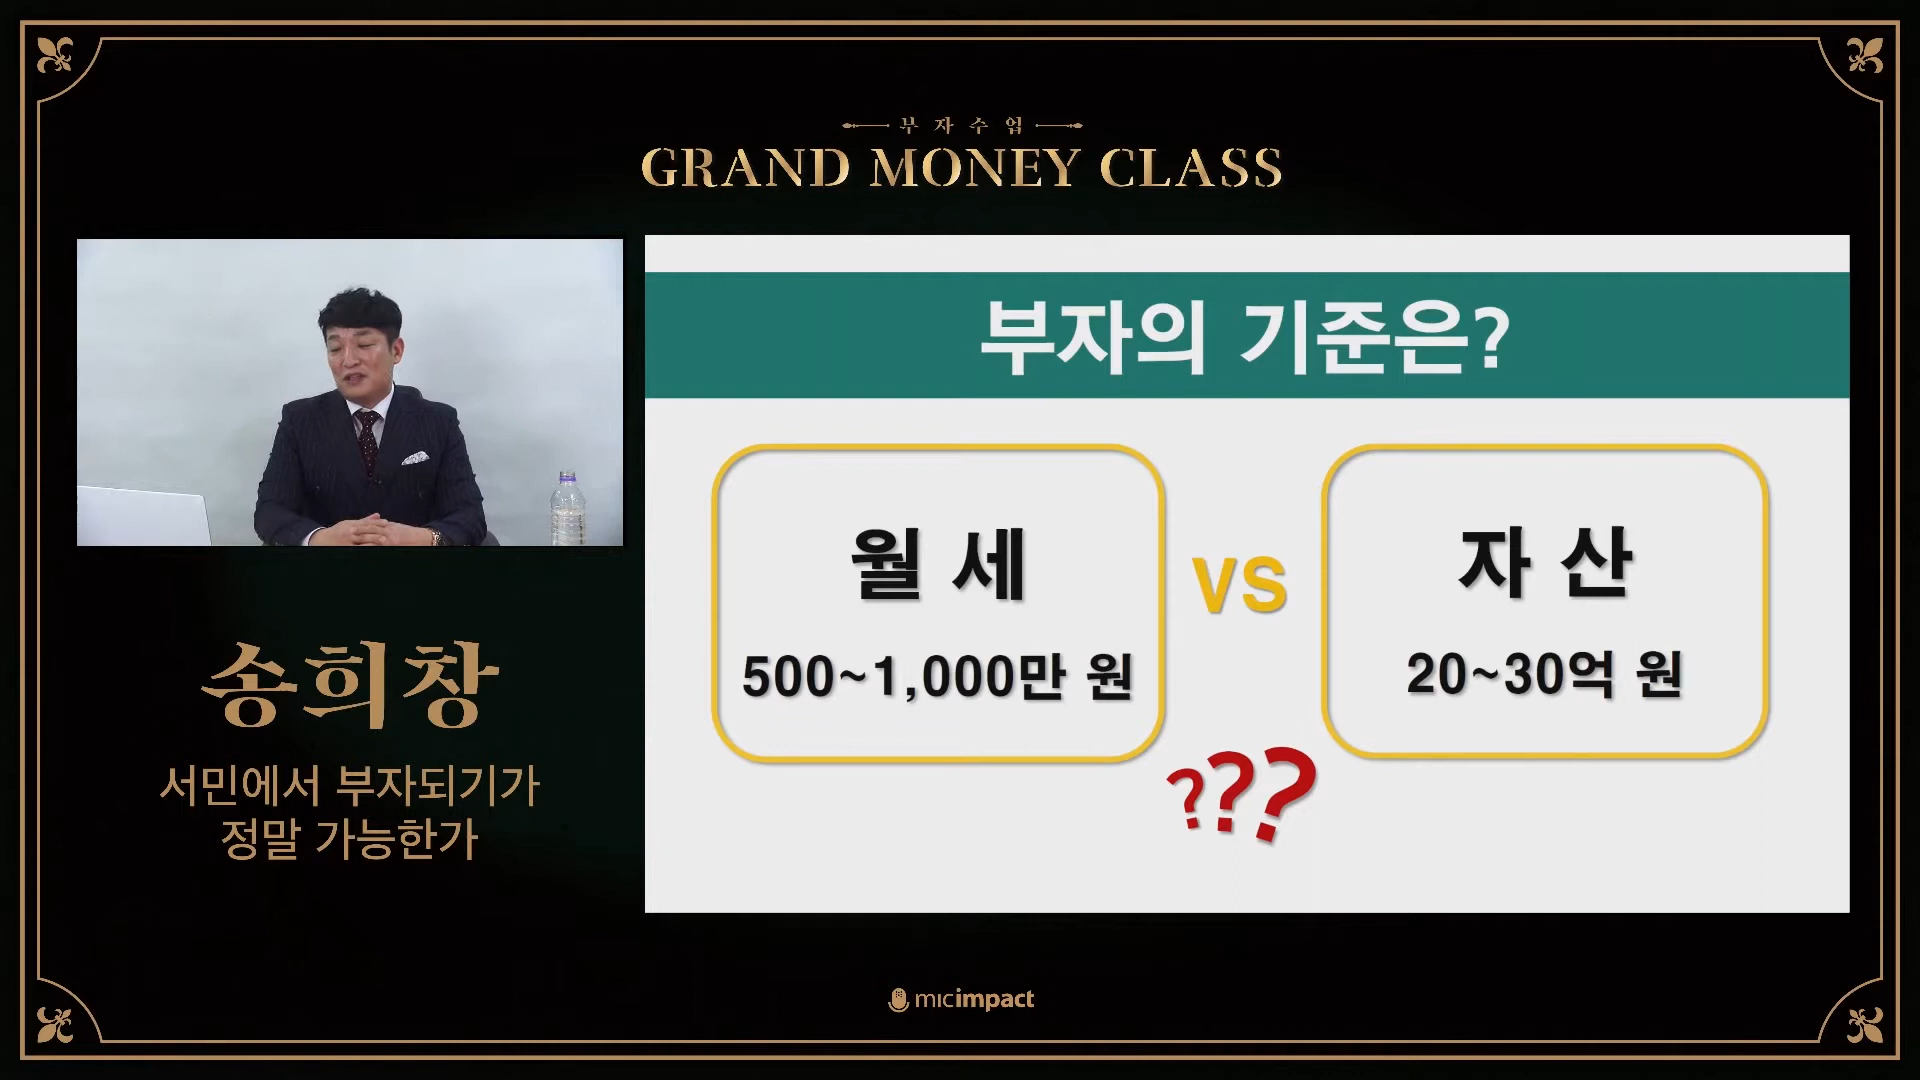 부자수업
GRAND MONEY CLASS
부자의 기준은?
월 세
500~1,000만 원
VS
자 산
20~30억 원
???
송희창
서민에서 부자되기가
정말 가능한가
micimpact